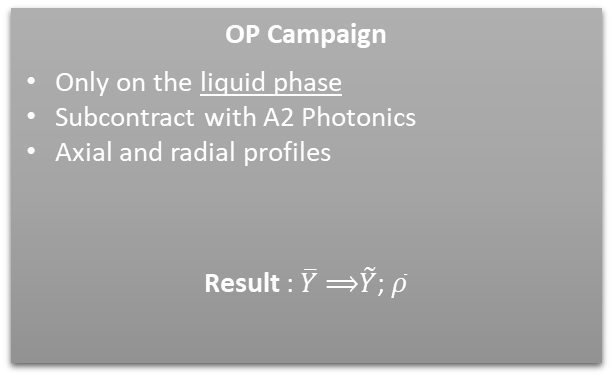 OP Campaign
• Only on the liquid phase
• Subcontract with A2 Photonics
• Axial and radial profiles
Result : Ȳ ⟹ Ỹ; ρ̇